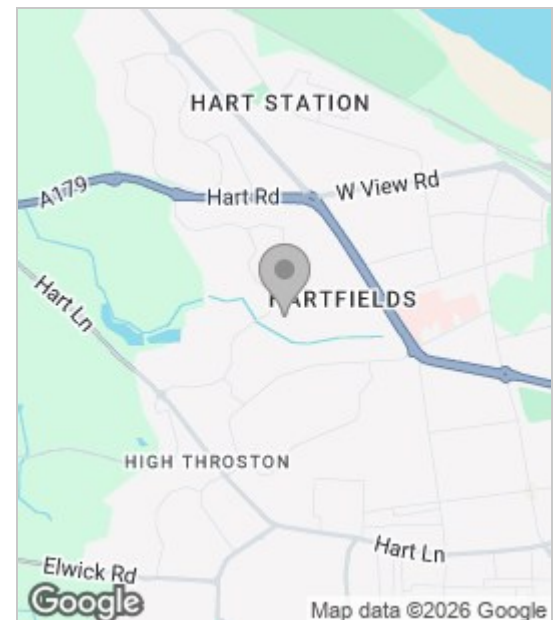 HART STATION
A179
Hart Rd
W View Rd
Hart Ln
HARTFIELDS
HIGH THROSTON
Hart Ln
Elwick Rd
Google
Map data ©2026 Google